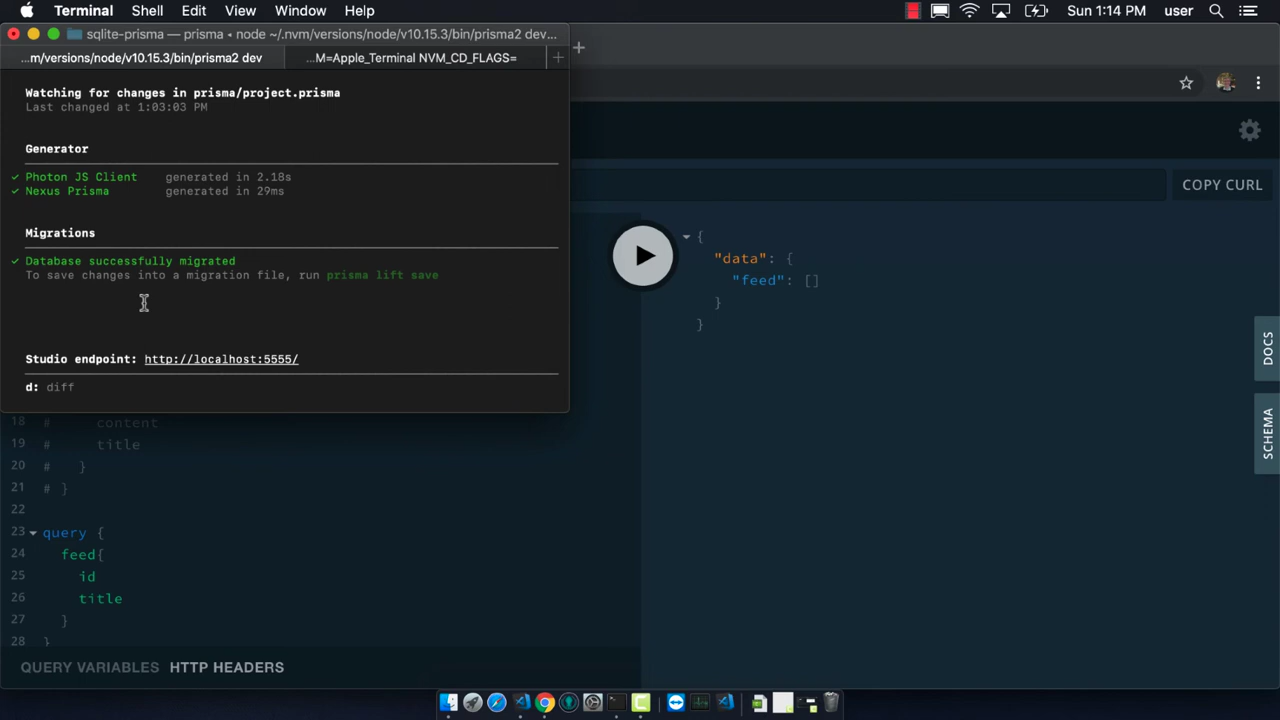 Terminal Shell Edit View Window Help Sun 1:14 PM user
sqlite-prisma — prisma ◂ node ~/.nvm/versions/node/v10.15.3/bin/prisma2 dev…
...m/versions/node/v10.15.3/bin/prisma2 dev ...M=Apple_Terminal NVM_CD_FLAGS= +
Watching for changes in prisma/project.prisma
Last changed at 1:03:03 PM
Generator
✓ Photon JS Client generated in 2.18s
✓ Nexus Prisma generated in 29ms
Migrations
✓ Database successfully migrated
To save changes into a migration file, run prisma lift save
Studio endpoint: http://localhost:5555/
d: diff
COPY CURL
{
"data": {
"feed": []
}
}
DOCS
SCHEMA
18 # content
19 # title
20 # }
21 # }
22
23 query {
24 feed{
25 id
26 title
27 }
28 }
QUERY VARIABLES HTTP HEADERS